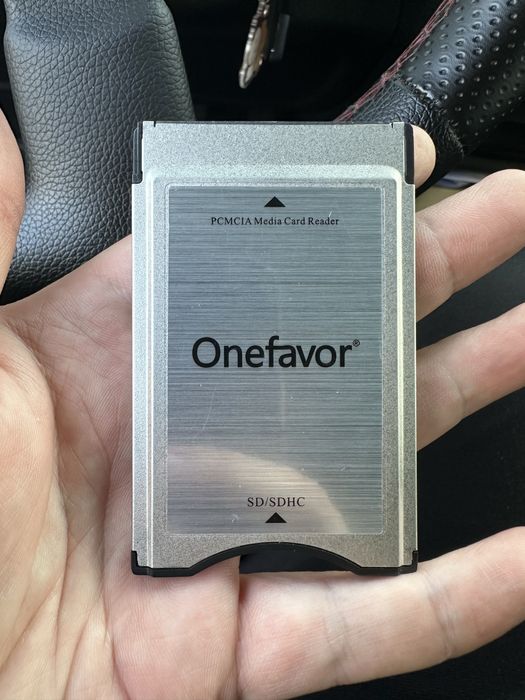 PCMCIA Media Card Reader
Onefavor®
SD/SDHC